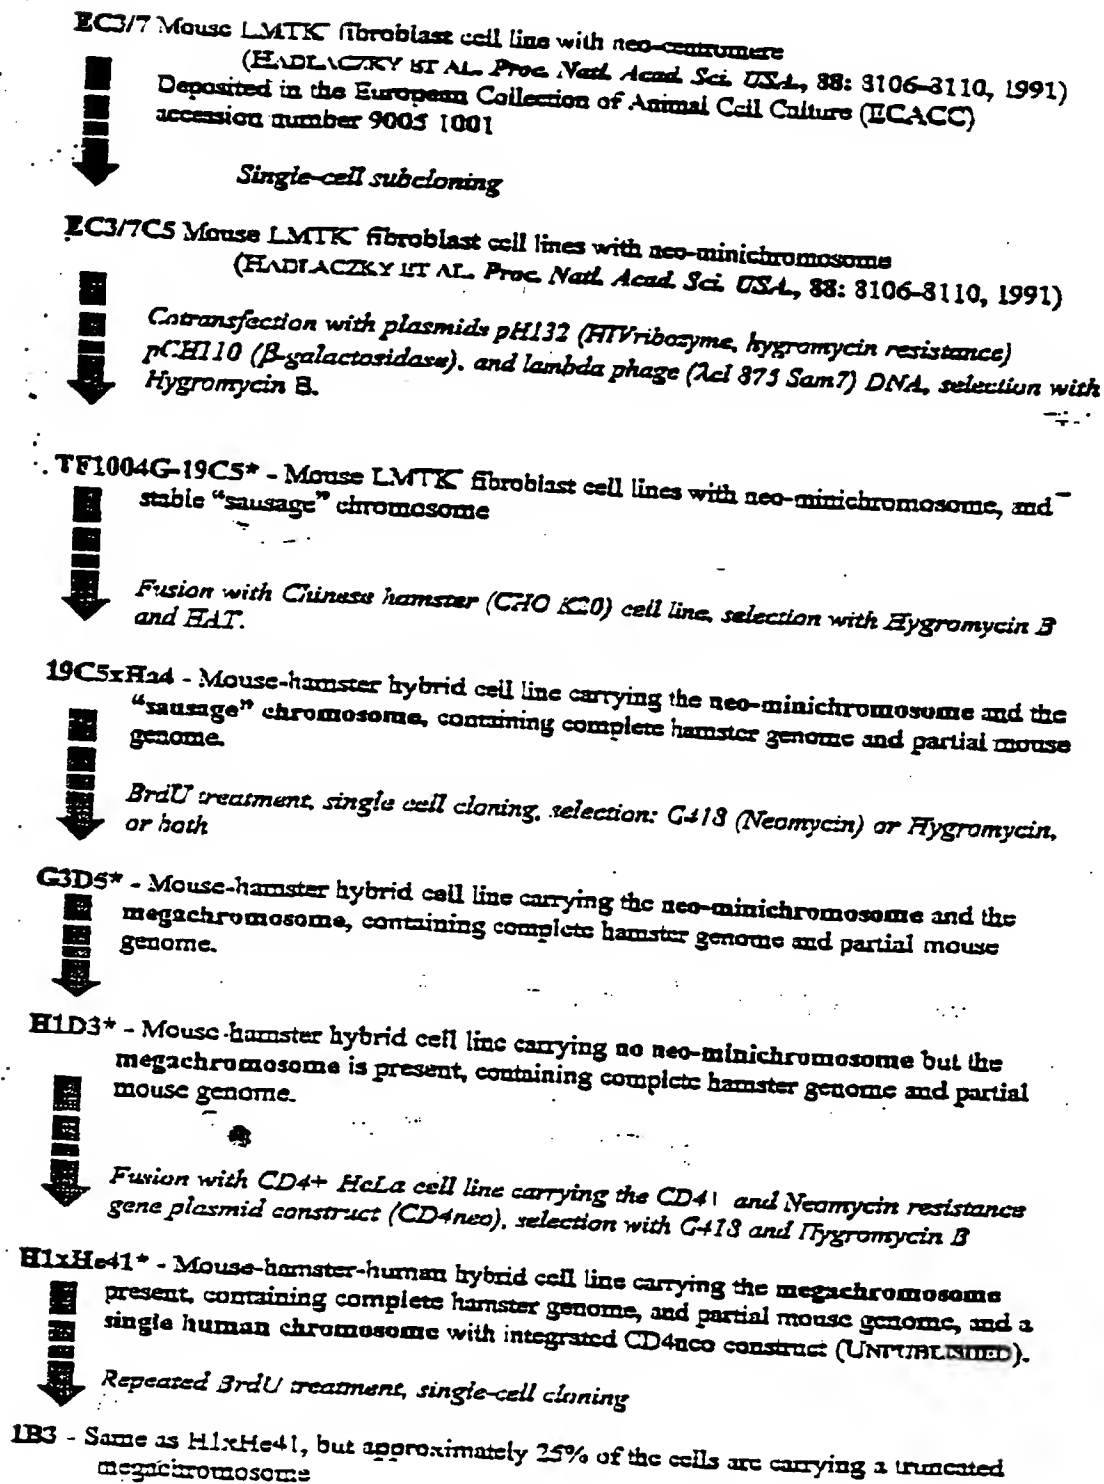 EC3/7 Mouse LMTK⁻ fibroblast cell line with neo-centromere
(HADLACZKY ET AL. Proc. Natl. Acad. Sci. USA., 88: 8106-8110, 1991)
Deposited in the European Collection of Animal Cell Culture (ECACC)
accession number 9005 1001
Single-cell subcloning
EC3/7C5 Mouse LMTK⁻ fibroblast cell lines with neo-minichromosome
(HADLACZKY ET AL. Proc. Natl. Acad. Sci. USA., 88: 8106-8110, 1991)
Cotransfection with plasmids pH132 (HIVribozyme, hygromycin resistance)
pCH110 (β-galactosidase), and lambda phage (λcl 875 Sam7) DNA, selection with
Hygromycin B.
TF1004G-19C5* - Mouse LMTK⁻ fibroblast cell lines with neo-minichromosome, and
stable "sausage" chromosome
Fusion with Chinese hamster (CHO K20) cell line, selection with Hygromycin B
and HAT.
19C5xHa4 - Mouse-hamster hybrid cell line carrying the neo-minichromosome and the
"sausage" chromosome, containing complete hamster genome and partial mouse
genome.
BrdU treatment, single cell cloning, selection: G418 (Neomycin) or Hygromycin,
or both
G3D5* - Mouse-hamster hybrid cell line carrying the neo-minichromosome and the
megachromosome, containing complete hamster genome and partial mouse
genome.
H1D3* - Mouse-hamster hybrid cell line carrying no neo-minichromosome but the
megachromosome is present, containing complete hamster genome and partial
mouse genome.
Fusion with CD4+ HeLa cell line carrying the CD4+ and Neomycin resistance
gene plasmid construct (CD4neo), selection with G418 and Hygromycin B
H1xHe41* - Mouse-hamster-human hybrid cell line carrying the megachromosome
present, containing complete hamster genome, and partial mouse genome, and a
single human chromosome with integrated CD4neo construct (UNPUBLISHED).
Repeated BrdU treatment, single-cell cloning
1B3 - Same as H1xHe41, but approximately 25% of the cells are carrying a truncated
megachromosome